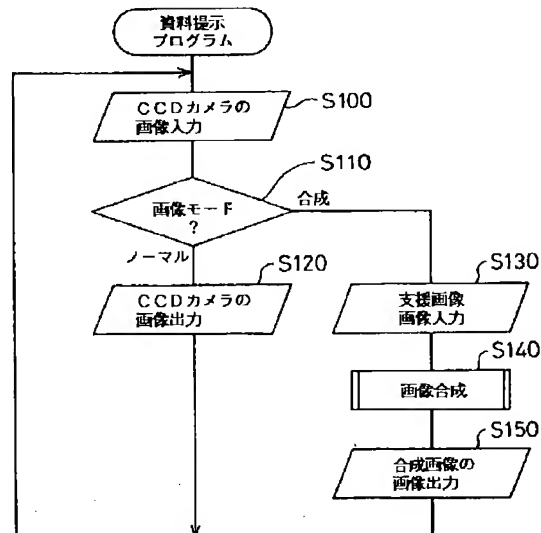 資料提示
プログラム
CCDカメラの
画像入力
S100
S110
画像モード
?
合成
ノーマル
S120
CCDカメラの
画像出力
S130
支援画像
画像入力
S140
画像合成
S150
合成画像の
画像出力